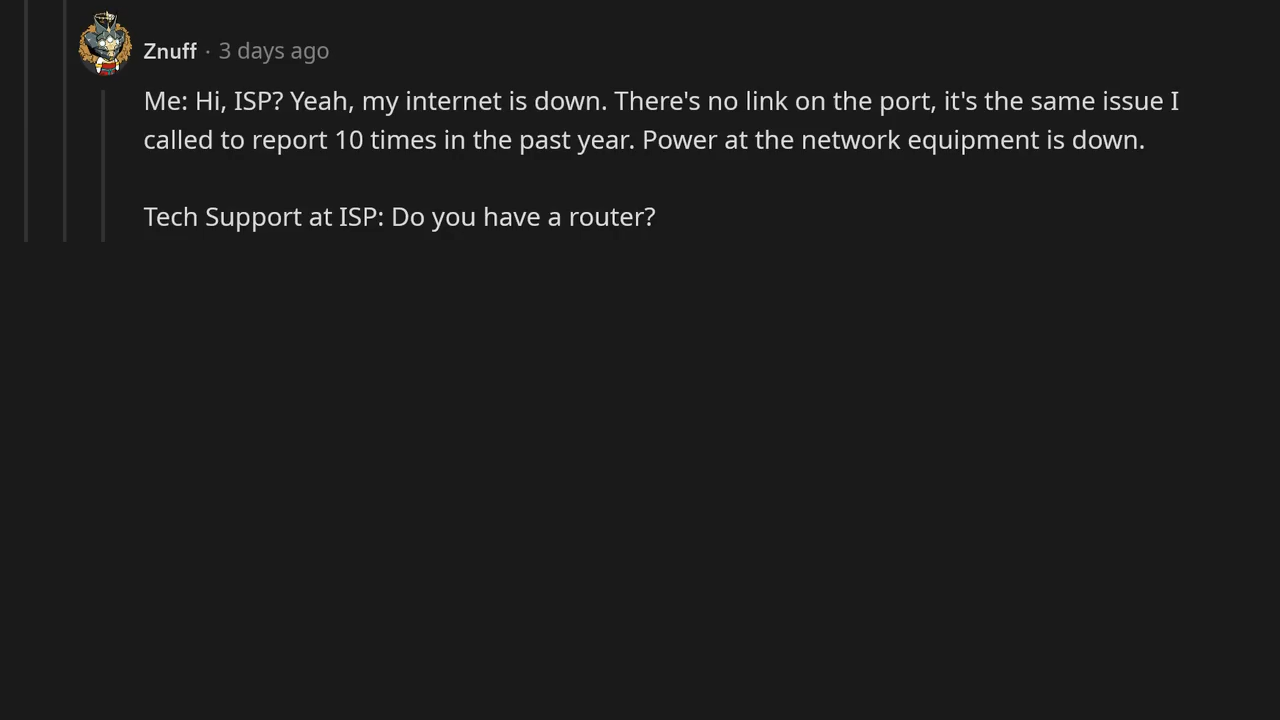 Znuff · 3 days ago
Me: Hi, ISP? Yeah, my internet is down. There's no link on the port, it's the same issue I
called to report 10 times in the past year. Power at the network equipment is down.
Tech Support at ISP: Do you have a router?